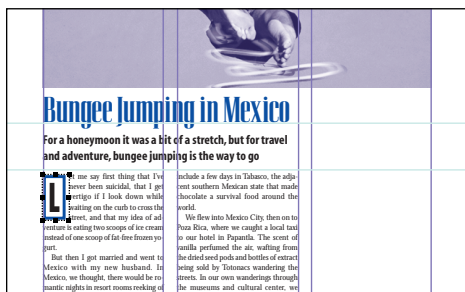 Bungee Jumping in Mexico
For a honeymoon it was a bit of a stretch, but for travel
and adventure, bungee jumping is the way to go
L
et me say first thing that I've
never been suicidal, that I get
vertigo if I look down while
waiting on the curb to cross the
street, and that my idea of ad-
venture is eating two scoops of ice cream
instead of one scoop of fat-free frozen yo-
gurt.
But then I got married and went to
Mexico with my new husband. In
Mexico, we thought, there would be ro-
mantic nights in resort rooms reeking of
include a few days in Tabasco, the adja-
cent southern Mexican state that made
chocolate a survival food around the
world.
We flew into Mexico City, then on to
Poza Rica, where we caught a local taxi
to our hotel in Papantla. The scent of
vanilla perfumed the air, wafting from
the dried seed pods and bottles of extract
being sold by Totonacs wandering the
streets. In our own wanderings through
the museums and cultural center, we